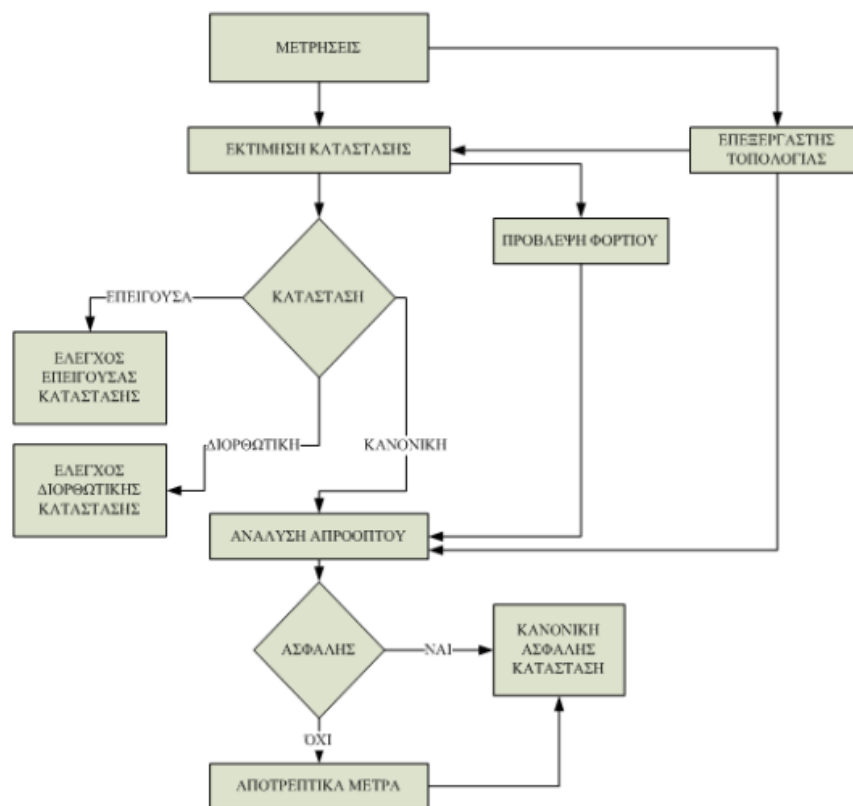 ΜΕΤΡΗΣΕΙΣ
ΕΚΤΙΜΗΣΗ ΚΑΤΑΣΤΑΣΗΣ
ΕΠΕΞΕΡΓΑΣΤΗΣ
ΤΟΠΟΛΟΓΙΑΣ
ΠΡΟΒΛΕΨΗ ΦΟΡΤΙΟΥ
ΚΑΤΑΣΤΑΣΗ
ΕΠΕΙΓΟΥΣΑ
ΕΛΕΓΧΟΣ
ΕΠΕΙΓΟΥΣΑΣ
ΚΑΤΑΣΤΑΣΗΣ
ΔΙΟΡΘΩΤΙΚΗ
ΚΑΝΟΝΙΚΗ
ΕΛΕΓΧΟΣ
ΔΙΟΡΘΩΤΙΚΗΣ
ΚΑΤΑΣΤΑΣΗΣ
ΑΝΑΛΥΣΗ ΑΠΡΟΟΠΤΟΥ
ΑΣΦΑΛΗΣ
ΝΑΙ
ΚΑΝΟΝΙΚΗ
ΑΣΦΑΛΗΣ
ΚΑΤΑΣΤΑΣΗ
ΌΧΙ
ΑΠΟΤΡΕΠΤΙΚΑ ΜΕΤΡΑ